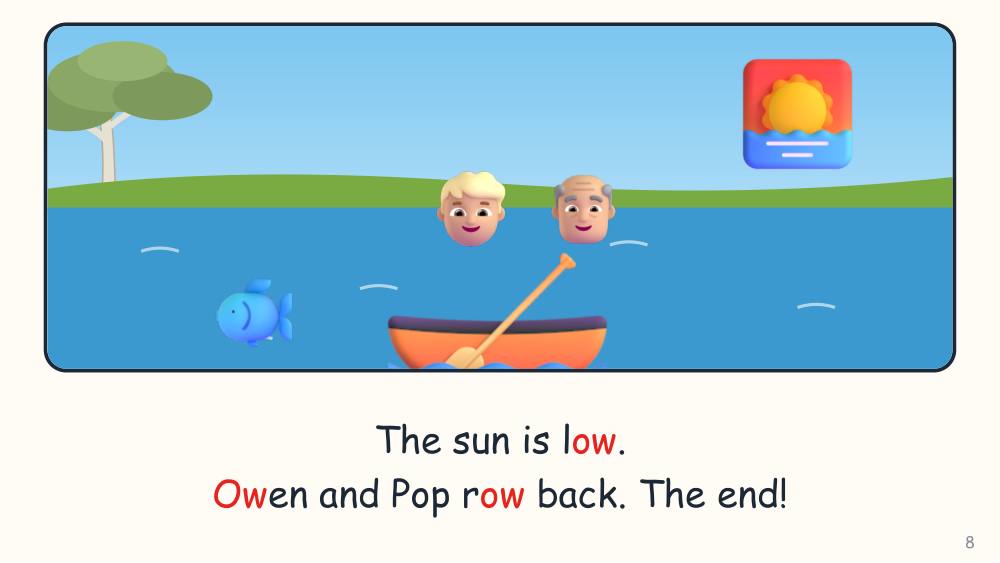 The sun is low.
Owen and Pop row back. The end!
8